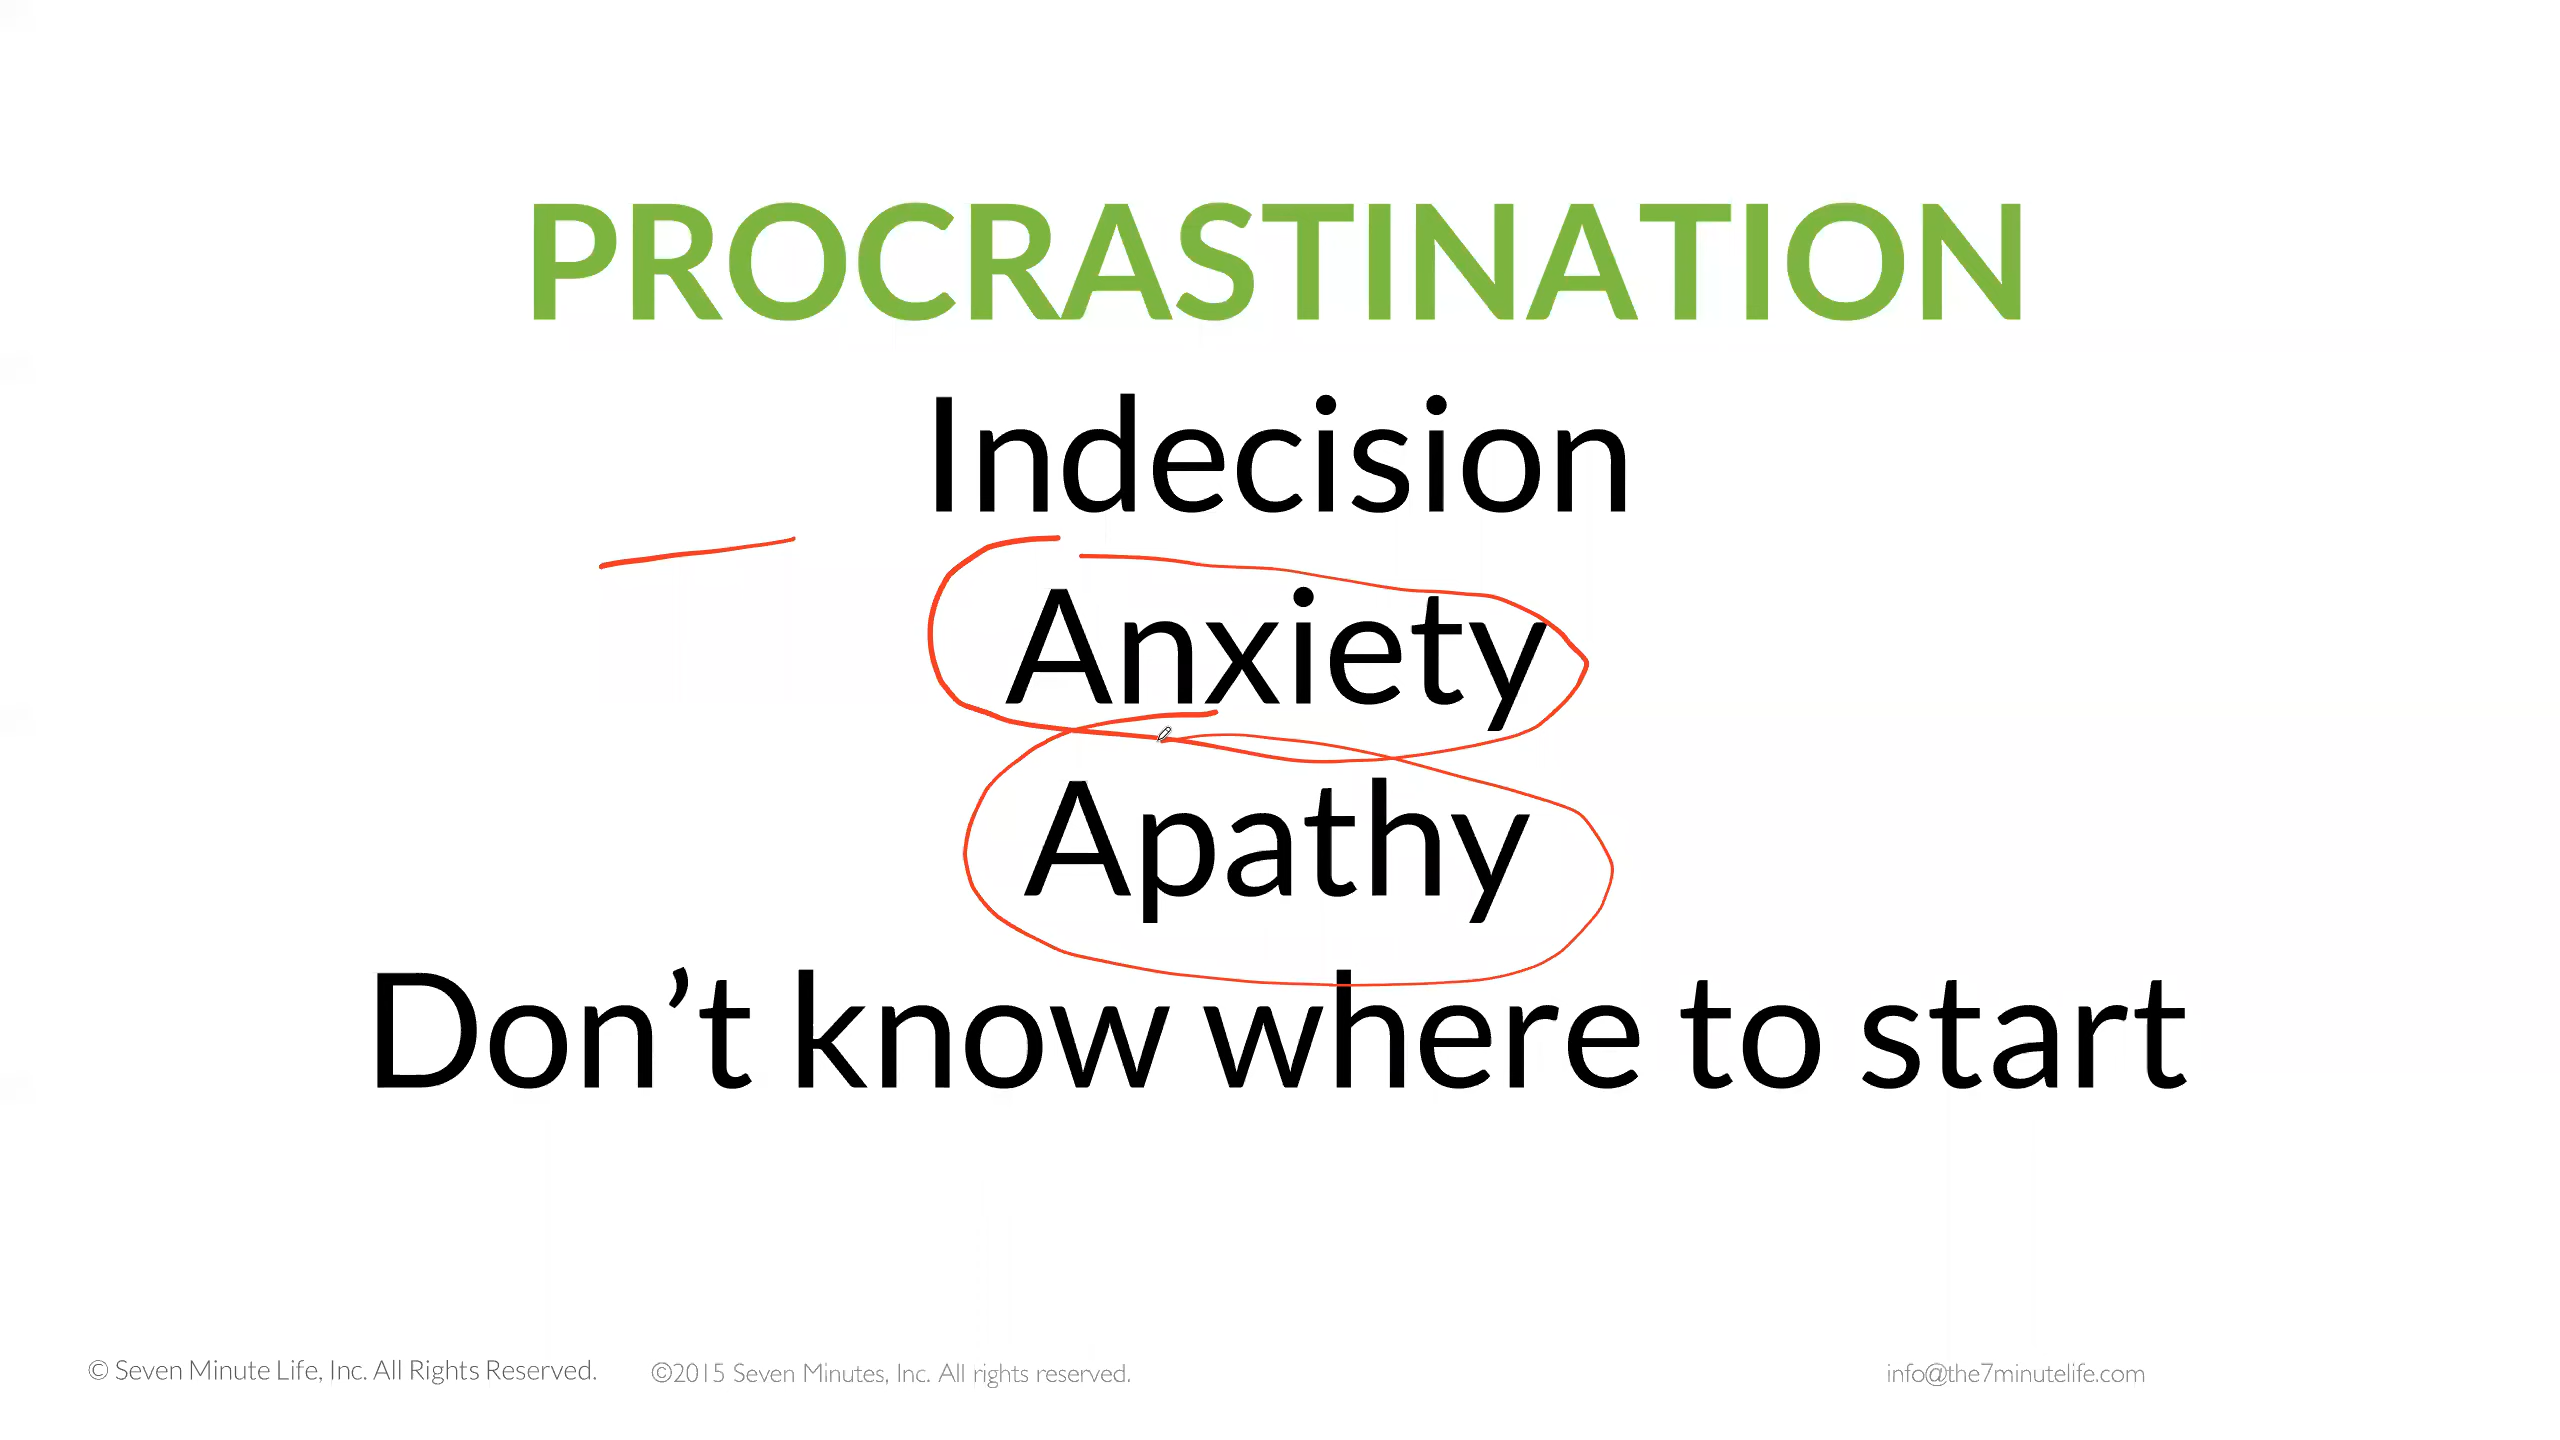 PROCRASTINATION
Indecision
Anxiety
Apathy
Don’t know where to start
© Seven Minute Life, Inc. All Rights Reserved.
©2015 Seven Minutes, Inc. All rights reserved.
info@the7minutelife.com